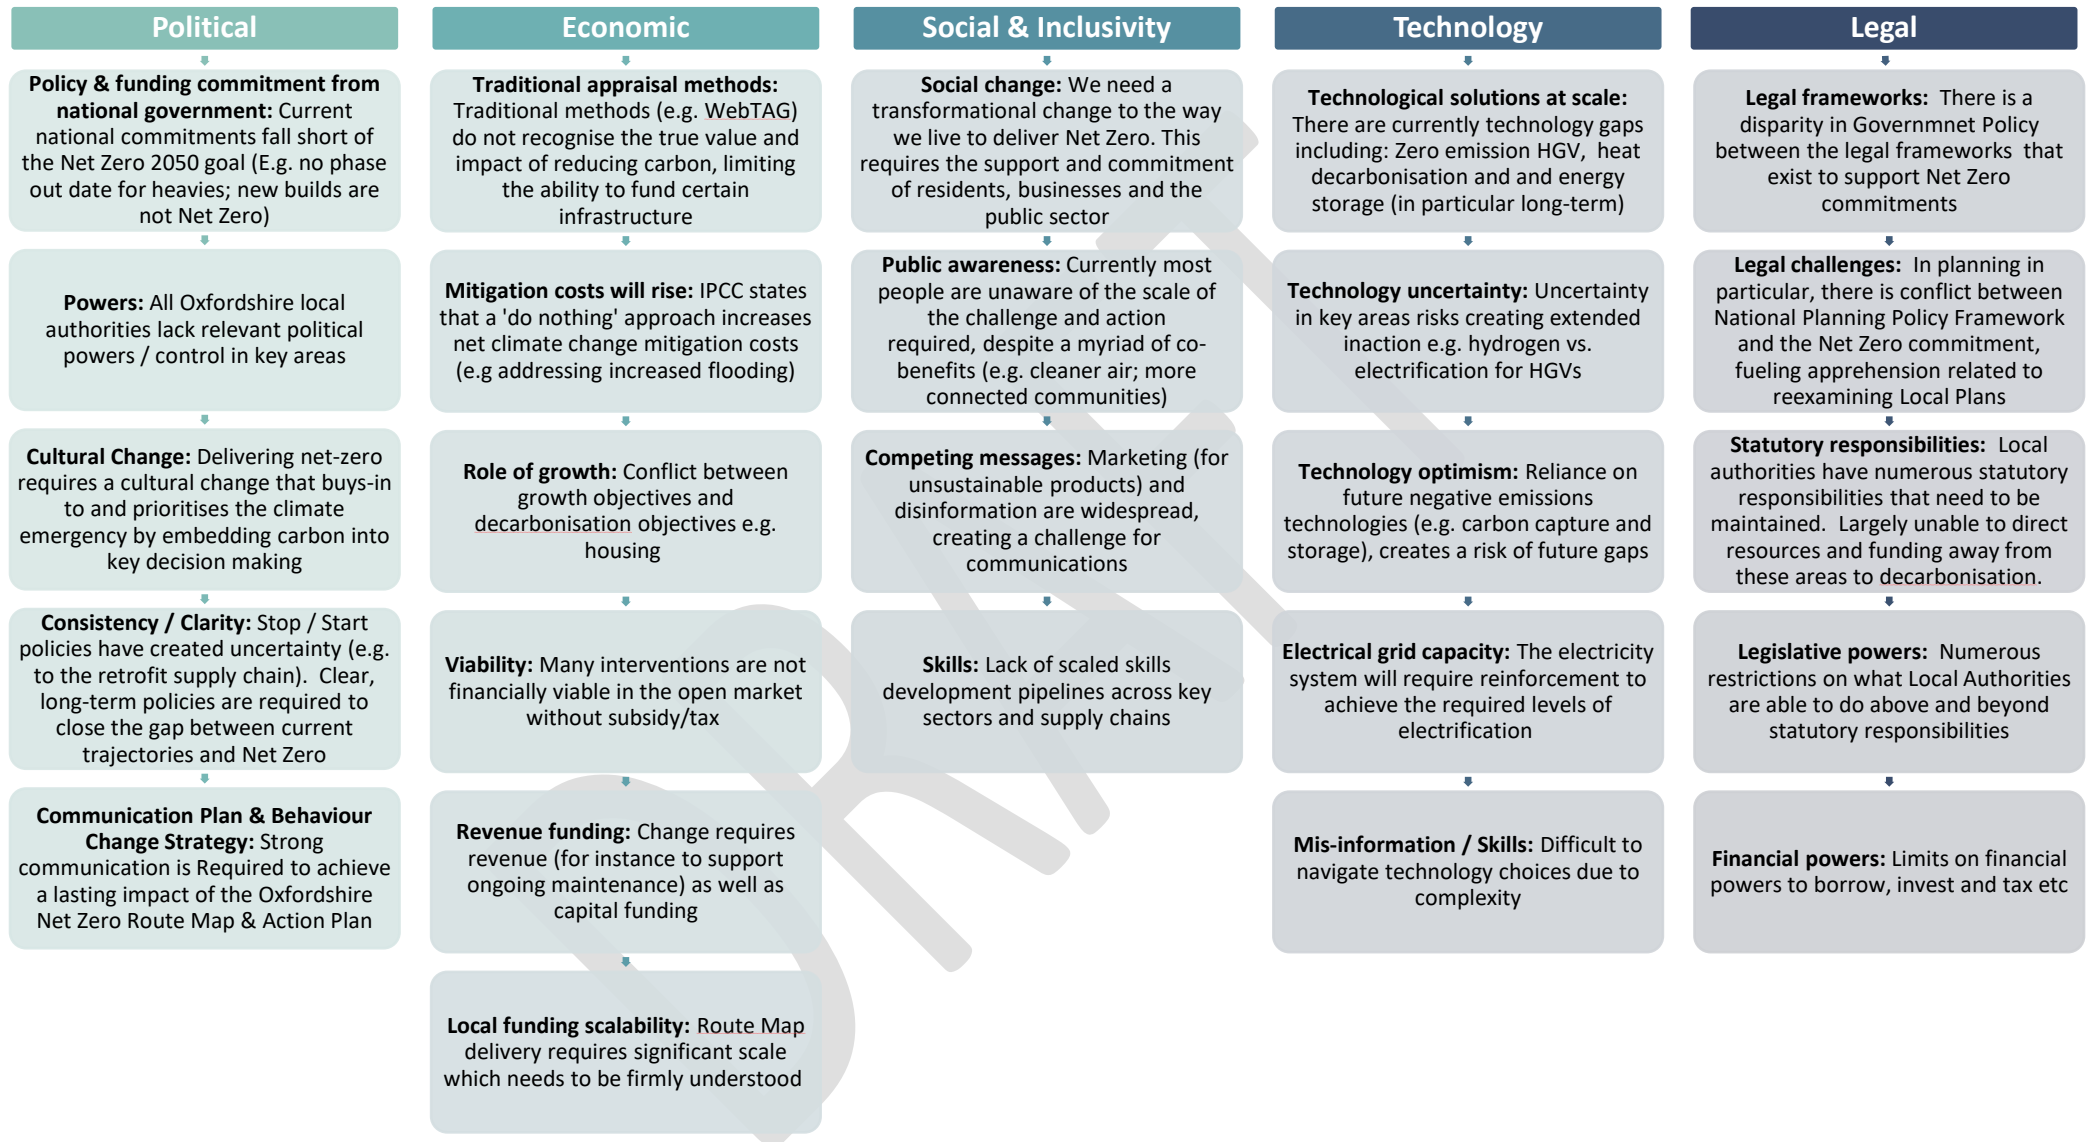 Political
Policy & funding commitment from
national government: Current
national commitments fall short of
the Net Zero 2050 goal (E.g. no phase
out date for heavies; new builds are
not Net Zero)
Powers: All Oxfordshire local
authorities lack relevant political
powers / control in key areas
Cultural Change: Delivering net-zero
requires a cultural change that buys-in
to and prioritises the climate
emergency by embedding carbon into
key decision making
Consistency / Clarity: Stop / Start
policies have created uncertainty (e.g.
to the retrofit supply chain). Clear,
long-term policies are required to
close the gap between current
trajectories and Net Zero
Communication Plan & Behaviour
Change Strategy: Strong
communication is Required to achieve
a lasting impact of the Oxfordshire
Net Zero Route Map & Action Plan
Economic
Traditional appraisal methods:
Traditional methods (e.g. WebTAG)
do not recognise the true value and
impact of reducing carbon, limiting
the ability to fund certain
infrastructure
Mitigation costs will rise: IPCC states
that a 'do nothing' approach increases
net climate change mitigation costs
(e.g addressing increased flooding)
Role of growth: Conflict between
growth objectives and
decarbonisation objectives e.g.
housing
Viability: Many interventions are not
financially viable in the open market
without subsidy/tax
Revenue funding: Change requires
revenue (for instance to support
ongoing maintenance) as well as
capital funding
Local funding scalability: Route Map
delivery requires significant scale
which needs to be firmly understood
Social & Inclusivity
Social change: We need a
transformational change to the way
we live to deliver Net Zero. This
requires the support and commitment
of residents, businesses and the
public sector
Public awareness: Currently most
people are unaware of the scale of
the challenge and action
required, despite a myriad of co-
benefits (e.g. cleaner air; more
connected communities)
Competing messages: Marketing (for
unsustainable products) and
disinformation are widespread,
creating a challenge for
communications
Skills: Lack of scaled skills
development pipelines across key
sectors and supply chains
Technology
Technological solutions at scale:
There are currently technology gaps
including: Zero emission HGV, heat
decarbonisation and and energy
storage (in particular long-term)
Technology uncertainty: Uncertainty
in key areas risks creating extended
inaction e.g. hydrogen vs.
electrification for HGVs
Technology optimism: Reliance on
future negative emissions
technologies (e.g. carbon capture and
storage), creates a risk of future gaps
Electrical grid capacity: The electricity
system will require reinforcement to
achieve the required levels of
electrification
Mis-information / Skills: Difficult to
navigate technology choices due to
complexity
Legal
Legal frameworks: There is a
disparity in Governmnet Policy
between the legal frameworks that
exist to support Net Zero
commitments
Legal challenges: In planning in
particular, there is conflict between
National Planning Policy Framework
and the Net Zero commitment,
fueling apprehension related to
reexamining Local Plans
Statutory responsibilities: Local
authorities have numerous statutory
responsibilities that need to be
maintained. Largely unable to direct
resources and funding away from
these areas to decarbonisation.
Legislative powers: Numerous
restrictions on what Local Authorities
are able to do above and beyond
statutory responsibilities
Financial powers: Limits on financial
powers to borrow, invest and tax etc
DRAFT